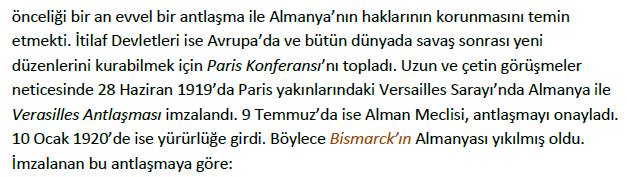 önceliği bir an evvel bir antlaşma ile Almanya’nın haklarının korunmasını temin
etmekti. İtilaf Devletleri ise Avrupa’da ve bütün dünyada savaş sonrası yeni
düzenlerini kurabilmek için Paris Konferansı’nı topladı. Uzun ve çetin görüşmeler
neticesinde 28 Haziran 1919’da Paris yakınlarındaki Versailles Sarayı’nda Almanya ile
Verasilles Antlaşması imzalandı. 9 Temmuz’da ise Alman Meclisi, antlaşmayı onayladı.
10 Ocak 1920’de ise yürürlüğe girdi. Böylece Bismarck’ın Almanyası yıkılmış oldu.
İmzalanan bu antlaşmaya göre: